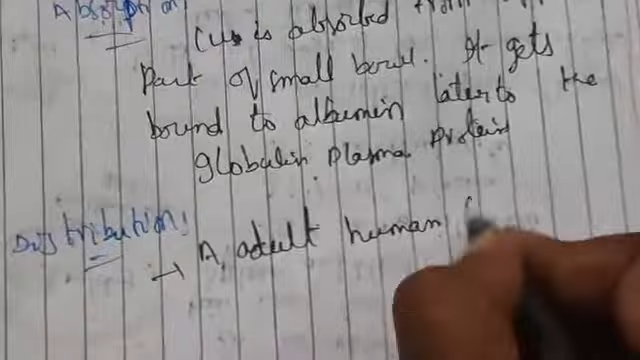 Absorption
Cu is absorbed from
Part of small bowel. It gets
bound to albumin later to the
globulin plasma protein
Distribution:
→ A adult human